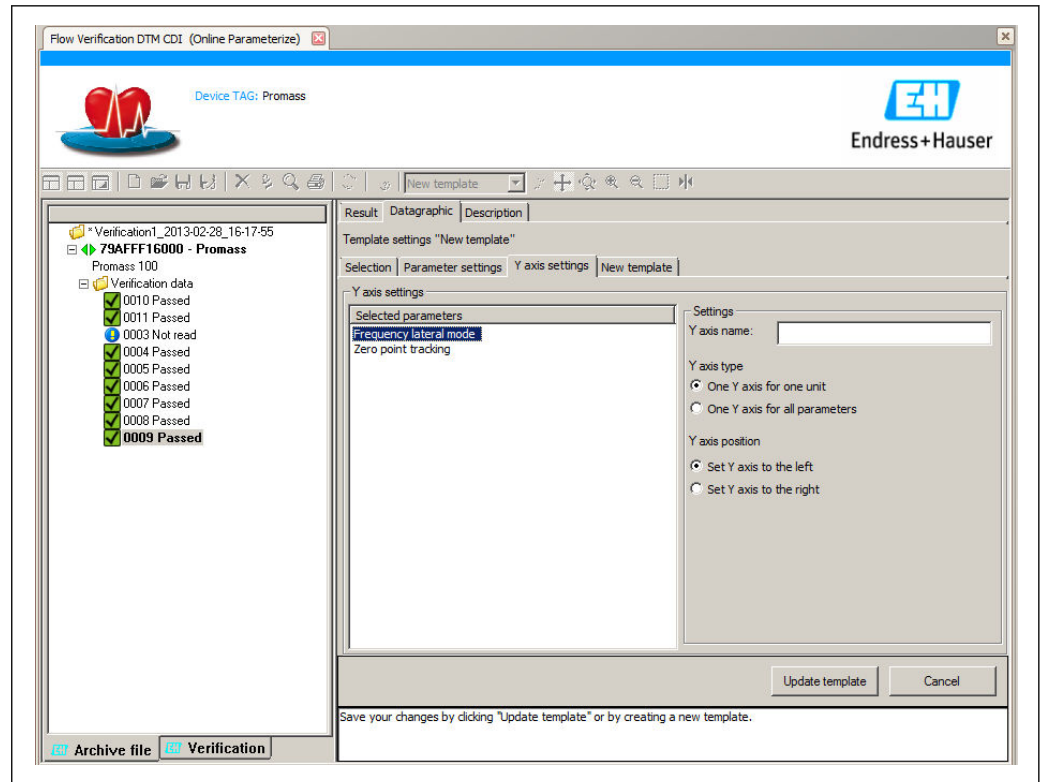 Flow Verification DTM CDI (Online Parameterize)
Device TAG: Promass
EH
Endress+Hauser
New template
Result Datagraphic Description
* Verification1_2013-02-28_16-17-55
79AFFF16000 - Promass
Promass 100
Verification data
0010 Passed
0011 Passed
0003 Not read
0004 Passed
0005 Passed
0006 Passed
0007 Passed
0008 Passed
0009 Passed
Template settings "New template"
Selection Parameter settings Y axis settings New template
Y axis settings
Selected parameters
Frequency lateral mode
Zero point tracking
Settings
Y axis name:
Y axis type
One Y axis for one unit
One Y axis for all parameters
Y axis position
Set Y axis to the left
Set Y axis to the right
Update template Cancel
Save your changes by clicking "Update template" or by creating a new template.
EH Archive file EH Verification